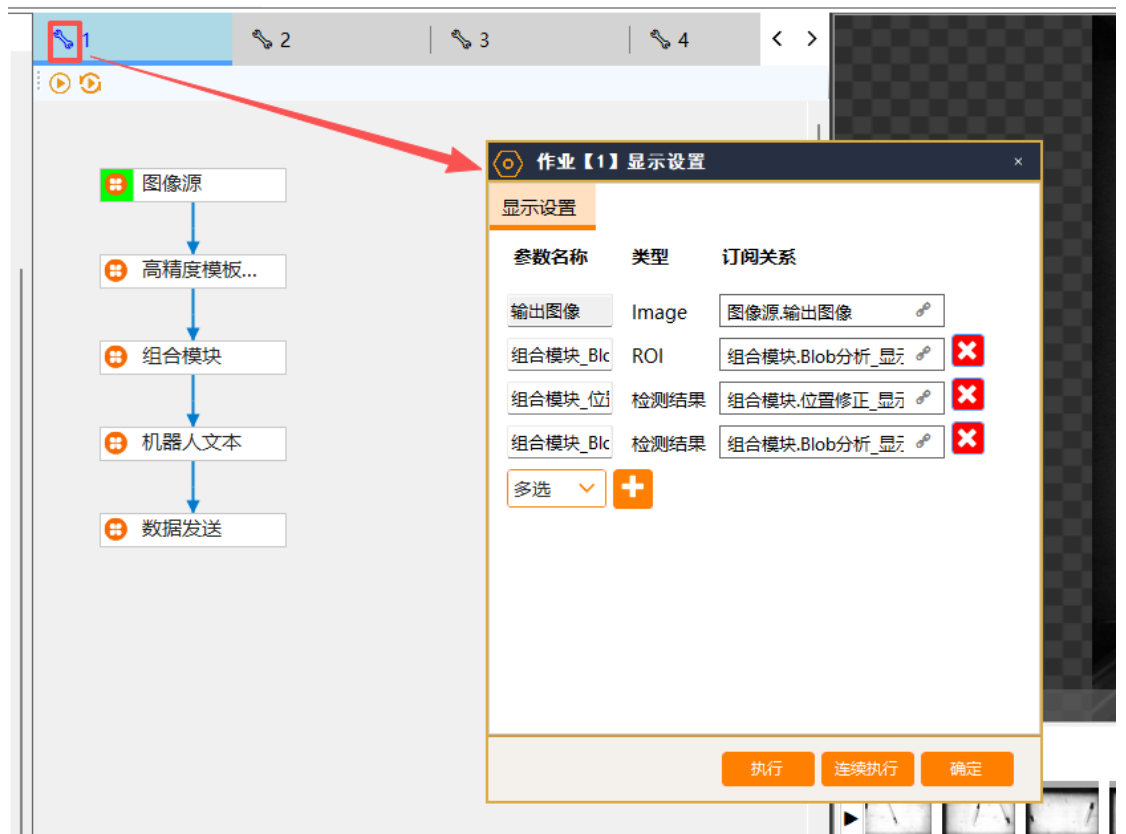 1
2
3
4
作业【1】显示设置
显示设置
参数名称 类型 订阅关系
输出图像 Image 图像源.输出图像
组合模块_Blo ROI 组合模块.Blob分析_显示
组合模块_位置 检测结果 组合模块.位置修正_显示
组合模块_Blo 检测结果 组合模块.Blob分析_显示
多选
执行 连续执行 确定
图像源
高精度模板...
组合模块
机器人文本
数据发送